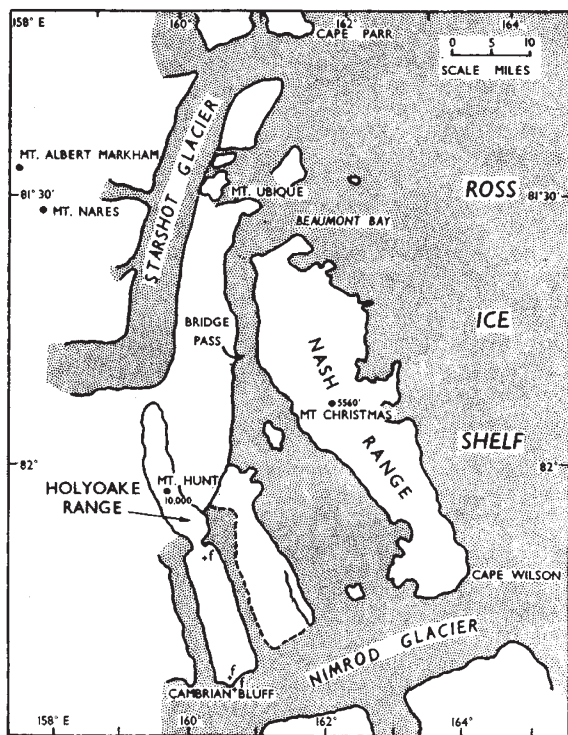 158° E
160°
162°
164°
CAPE PARR
0 5 10
SCALE MILES
STARSHOT GLACIER
MT. ALBERT MARKHAM
81° 30'
MT. NARES
MT. UBIQUE
BEAUMONT BAY
ROSS
81° 30'
BRIDGE
PASS
ICE
NASH
RANGE
5560'
MT CHRISTMAS
SHELF
82°
82°
MT. HUNT
10,000
HOLYOAKE
RANGE
+f
CAPE WILSON
f
f
CAMBRIAN BLUFF
NIMROD GLACIER
158° E
160°
162°
164°